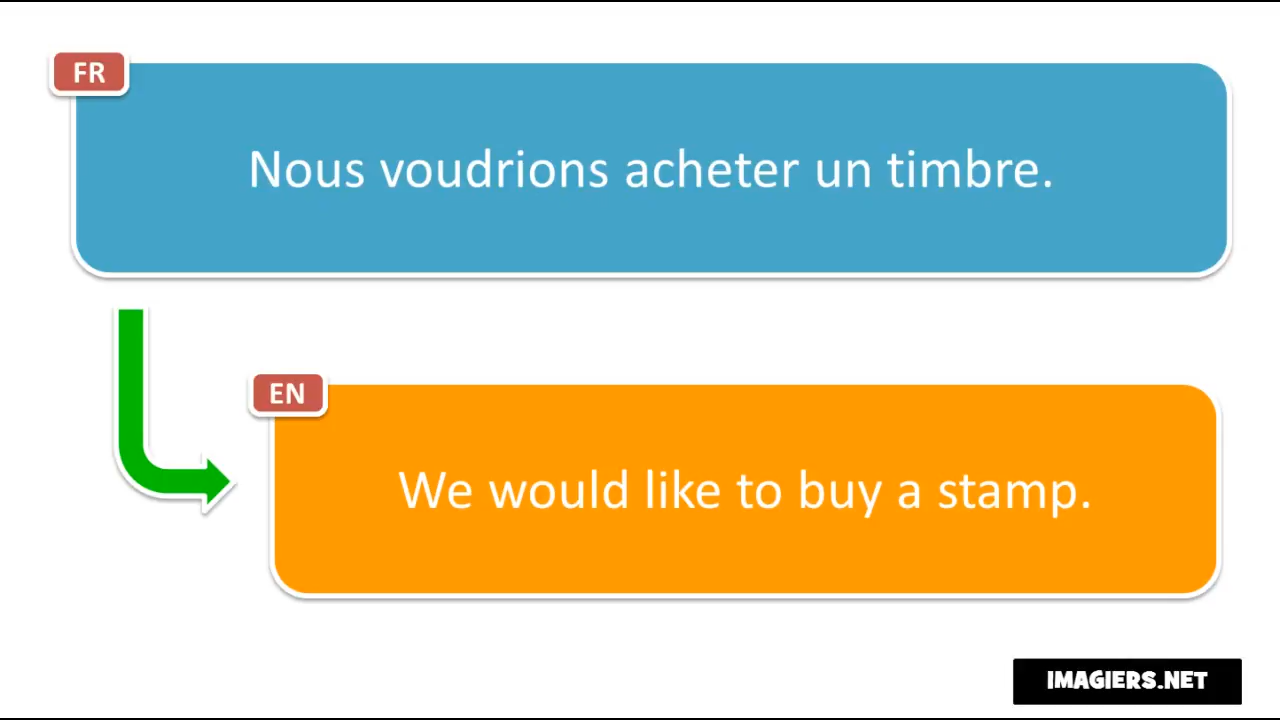 FR
Nous voudrions acheter un timbre.
EN
We would like to buy a stamp.
IMAGIERS.NET